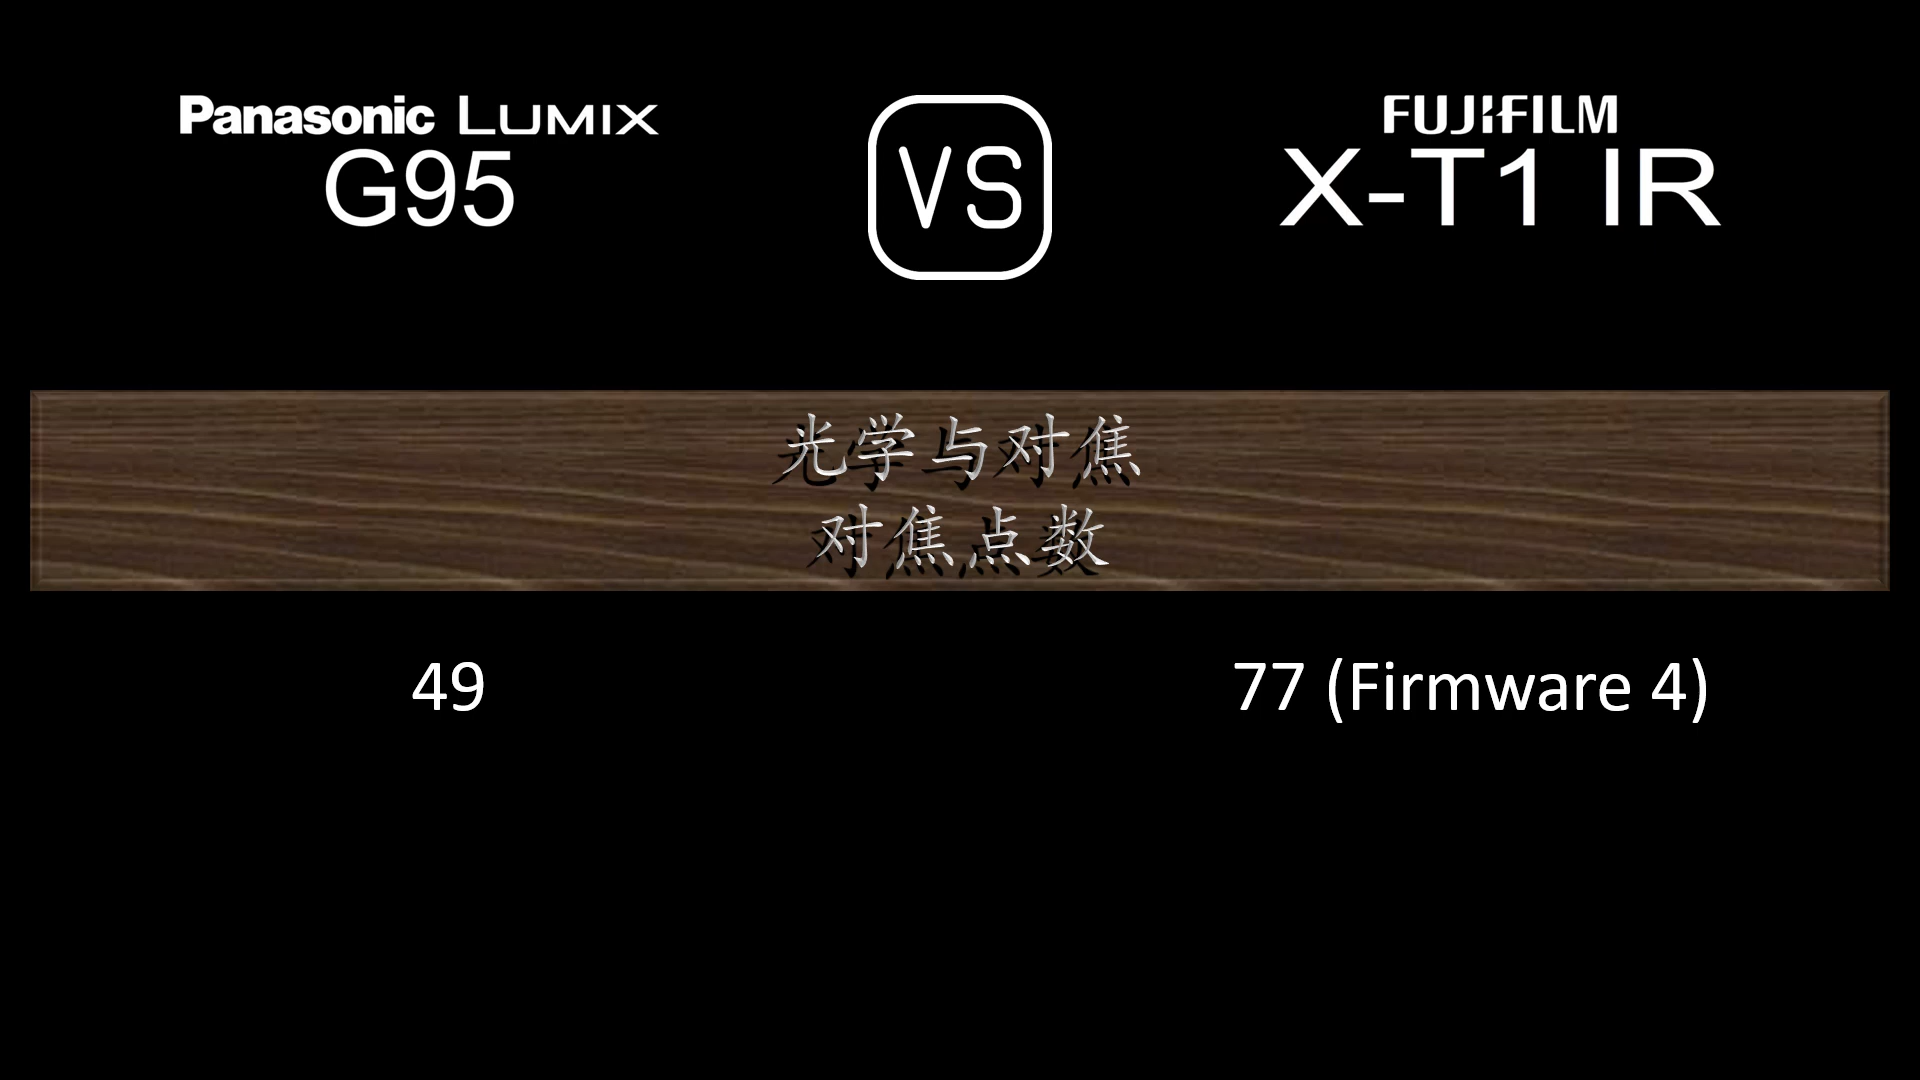 Panasonic LUMIX
G95
VS
FUJIFILM
X-T1 IR
光学与对焦
对焦点数
49
77 (Firmware 4)